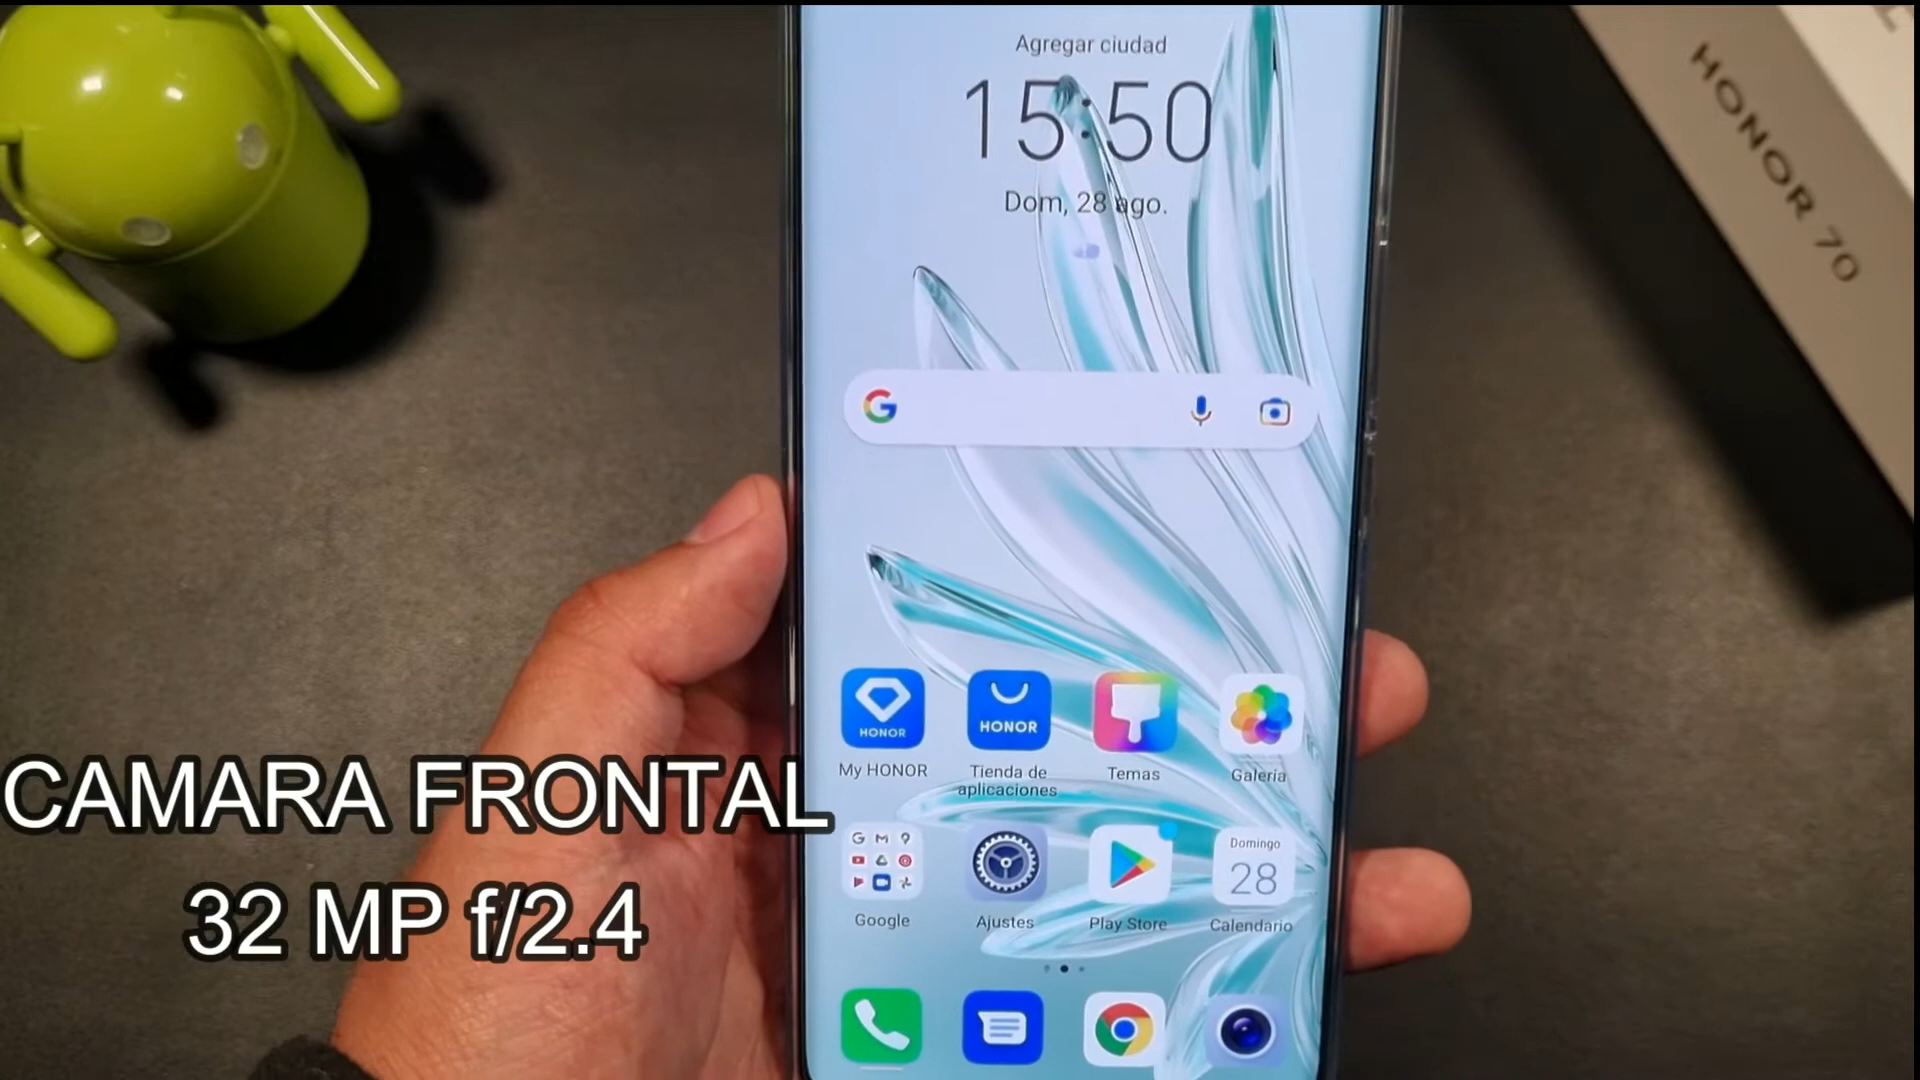 Agregar ciudad
15:50
Dom, 28 ago.
HONOR 70
HONOR
HONOR
My HONOR
Tienda de
aplicaciones
Temas
Galería
Domingo
28
Google
Ajustes
Play Store
Calendario
CAMARA FRONTAL
32 MP f/2.4